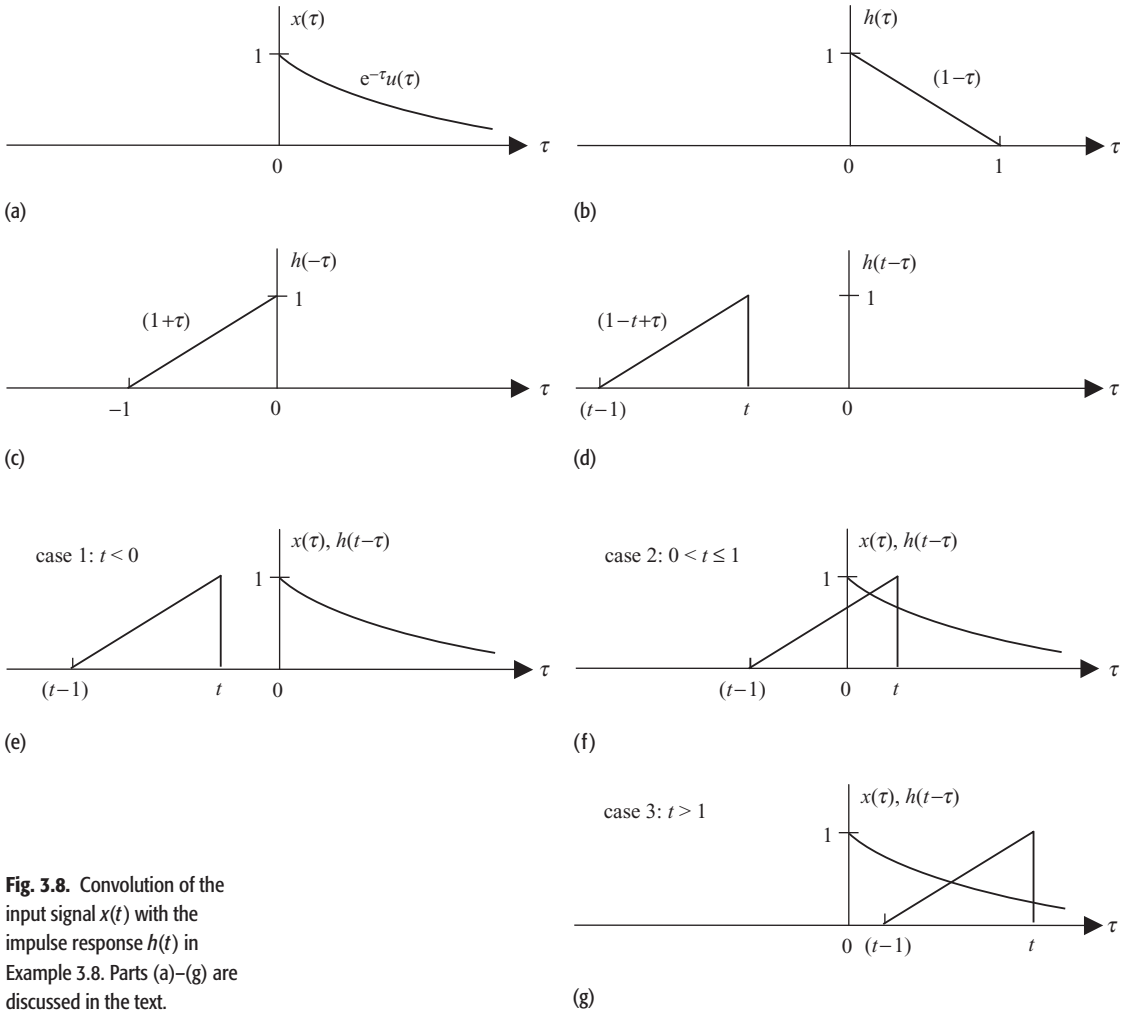 x(τ)
1
e⁻τu(τ)
τ
0
(a)
h(τ)
1
(1−τ)
τ
0
1
(b)
h(−τ)
1
(1+τ)
τ
−1
0
(c)
h(t−τ)
1
(1−t+τ)
τ
(t−1)
t
0
(d)
case 1: t < 0
x(τ), h(t−τ)
1
τ
(t−1)
t
0
(e)
case 2: 0 < t ≤ 1
x(τ), h(t−τ)
1
τ
(t−1)
0
t
(f)
case 3: t > 1
x(τ), h(t−τ)
1
τ
0
(t−1)
t
(g)
Fig. 3.8. Convolution of the
input signal x(t) with the
impulse response h(t) in
Example 3.8. Parts (a)–(g) are
discussed in the text.